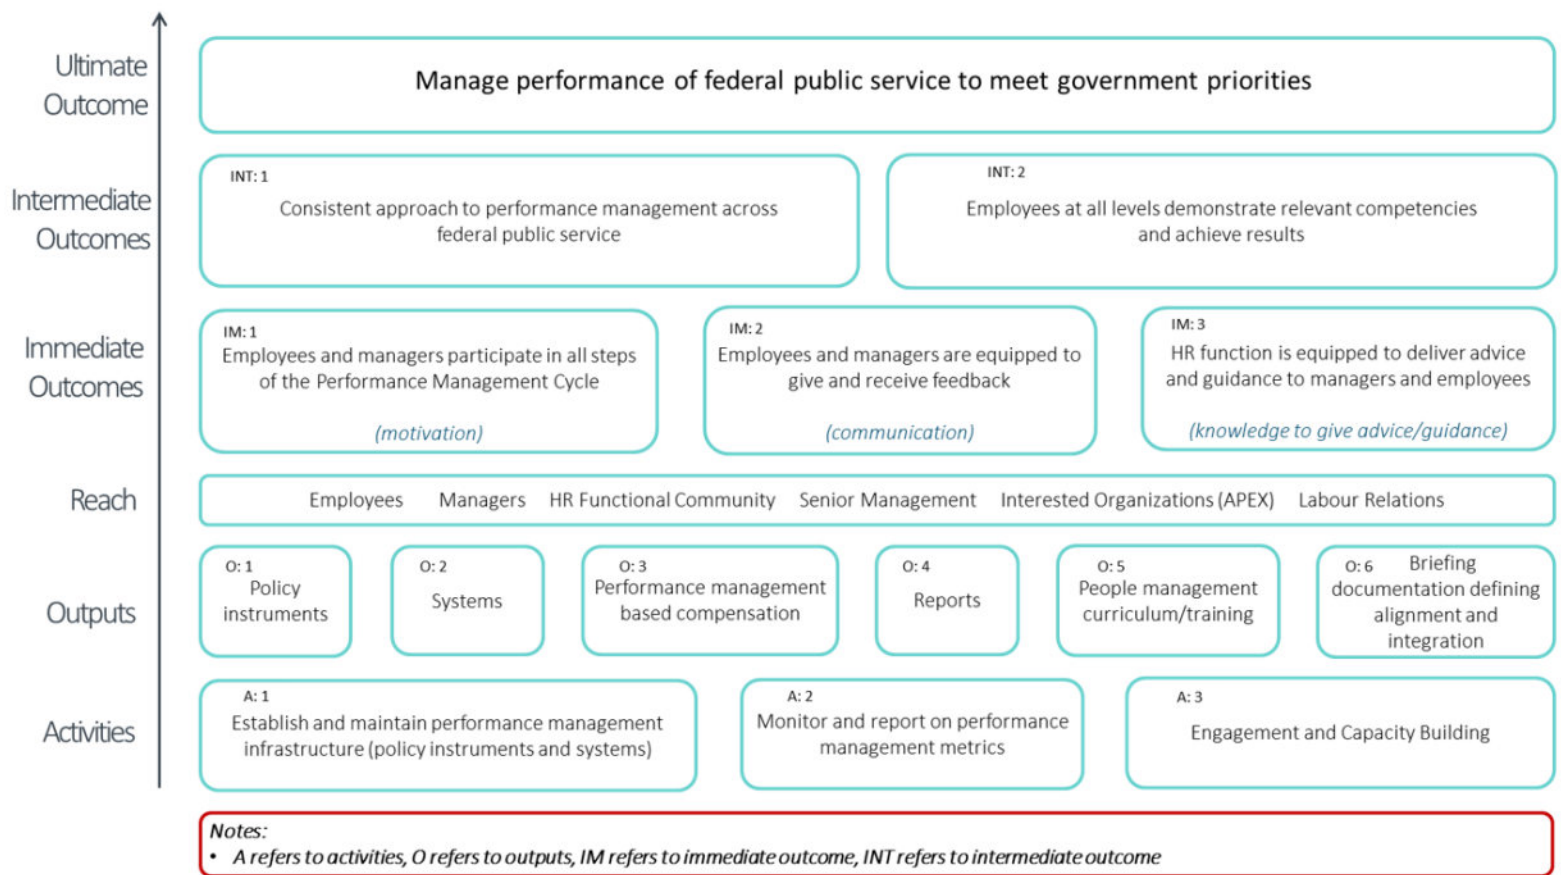 Ultimate
Outcome
Manage performance of federal public service to meet government priorities
Intermediate
Outcomes
INT: 1
Consistent approach to performance management across
federal public service
INT: 2
Employees at all levels demonstrate relevant competencies
and achieve results
Immediate
Outcomes
IM: 1
Employees and managers participate in all steps
of the Performance Management Cycle
(motivation)
IM: 2
Employees and managers are equipped to
give and receive feedback
(communication)
IM: 3
HR function is equipped to deliver advice
and guidance to managers and employees
(knowledge to give advice/guidance)
Reach
Employees Managers HR Functional Community Senior Management Interested Organizations (APEX) Labour Relations
Outputs
O: 1
Policy
instruments
O: 2
Systems
O: 3
Performance management
based compensation
O: 4
Reports
O: 5
People management
curriculum/training
O: 6 Briefing
documentation defining
alignment and
integration
Activities
A: 1
Establish and maintain performance management
infrastructure (policy instruments and systems)
A: 2
Monitor and report on performance
management metrics
A: 3
Engagement and Capacity Building
Notes:
• A refers to activities, O refers to outputs, IM refers to immediate outcome, INT refers to intermediate outcome